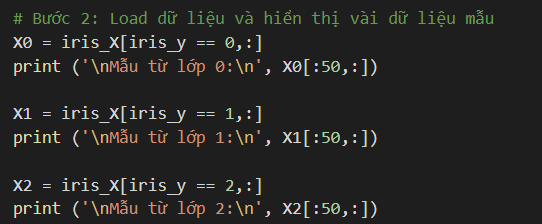 # Bước 2: Load dữ liệu và hiển thị vài dữ liệu mẫu
X0 = iris_X[iris_y == 0,:]
print ('\nMẫu từ lớp 0:\n', X0[:50,:])
X1 = iris_X[iris_y == 1,:]
print ('\nMẫu từ lớp 1:\n', X1[:50,:])
X2 = iris_X[iris_y == 2,:]
print ('\nMẫu từ lớp 2:\n', X2[:50,:])